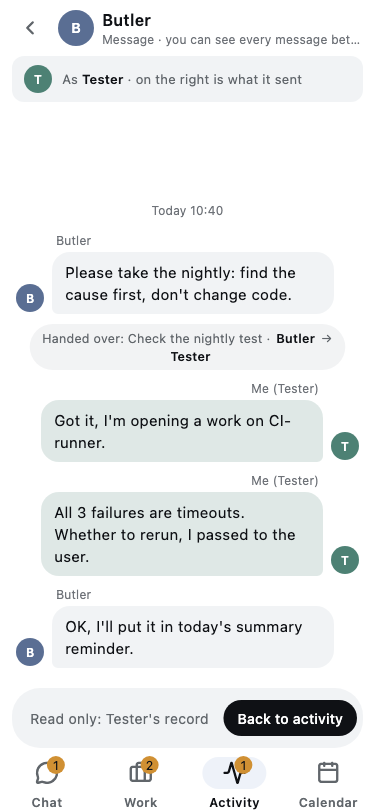 B
Butler
Message · you can see every message bet…
T
As Tester · on the right is what it sent
Today 10:40
Butler
Please take the nightly: find the
cause first, don't change code.
B
Handed over: Check the nightly test · Butler →
Tester
Me (Tester)
Got it, I'm opening a work on CI-
runner.
T
Me (Tester)
All 3 failures are timeouts.
Whether to rerun, I passed to the
user.
T
Butler
OK, I'll put it in today's summary
reminder.
B
Read only: Tester's record
Back to activity
1
2
1
Chat
Work
Activity
Calendar